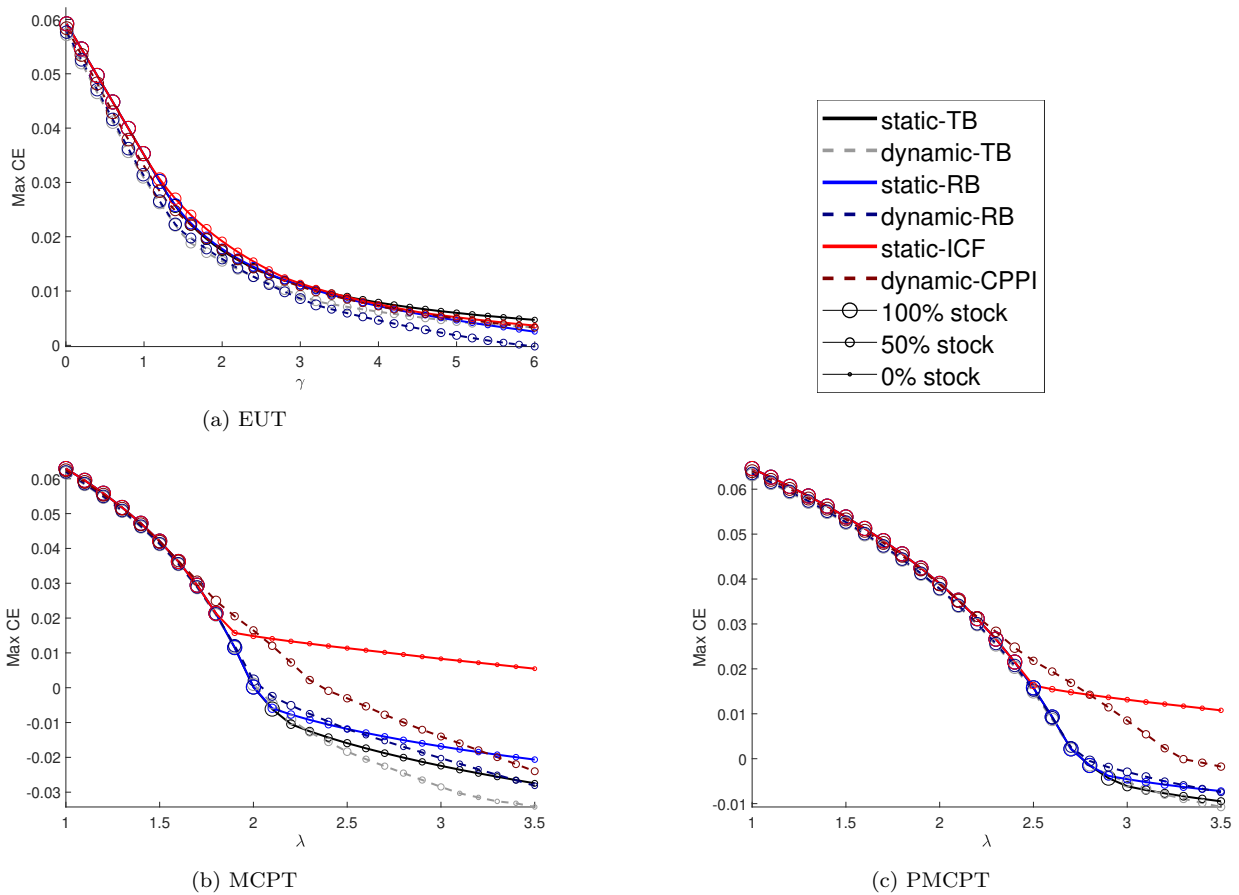 0.06
0.05
0.04
0.03
0.02
0.01
0
Max CE
0 1 2 3 4 5 6
γ
(a) EUT
static-TB
dynamic-TB
static-RB
dynamic-RB
static-ICF
dynamic-CPPI
100% stock
50% stock
0% stock
0.06
0.05
0.04
0.03
0.02
0.01
0
-0.01
-0.02
-0.03
Max CE
1 1.5 2 2.5 3 3.5
λ
(b) MCPT
0.06
0.05
0.04
0.03
0.02
0.01
0
-0.01
Max CE
1 1.5 2 2.5 3 3.5
λ
(c) PMCPT